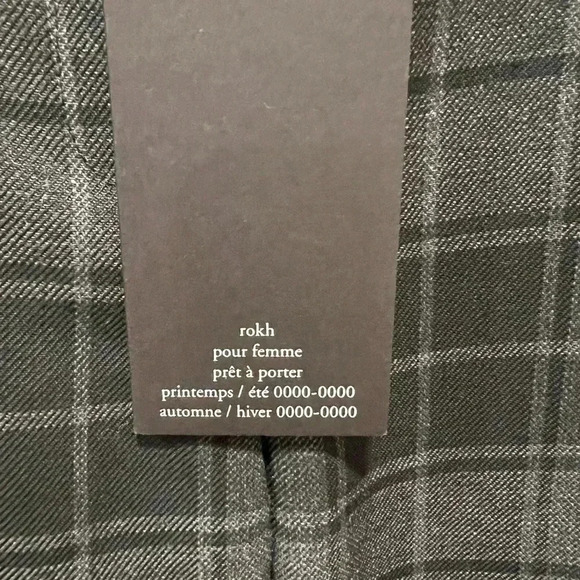 rokh
pour femme
prêt à porter
printemps / été 0000-0000
automne / hiver 0000-0000